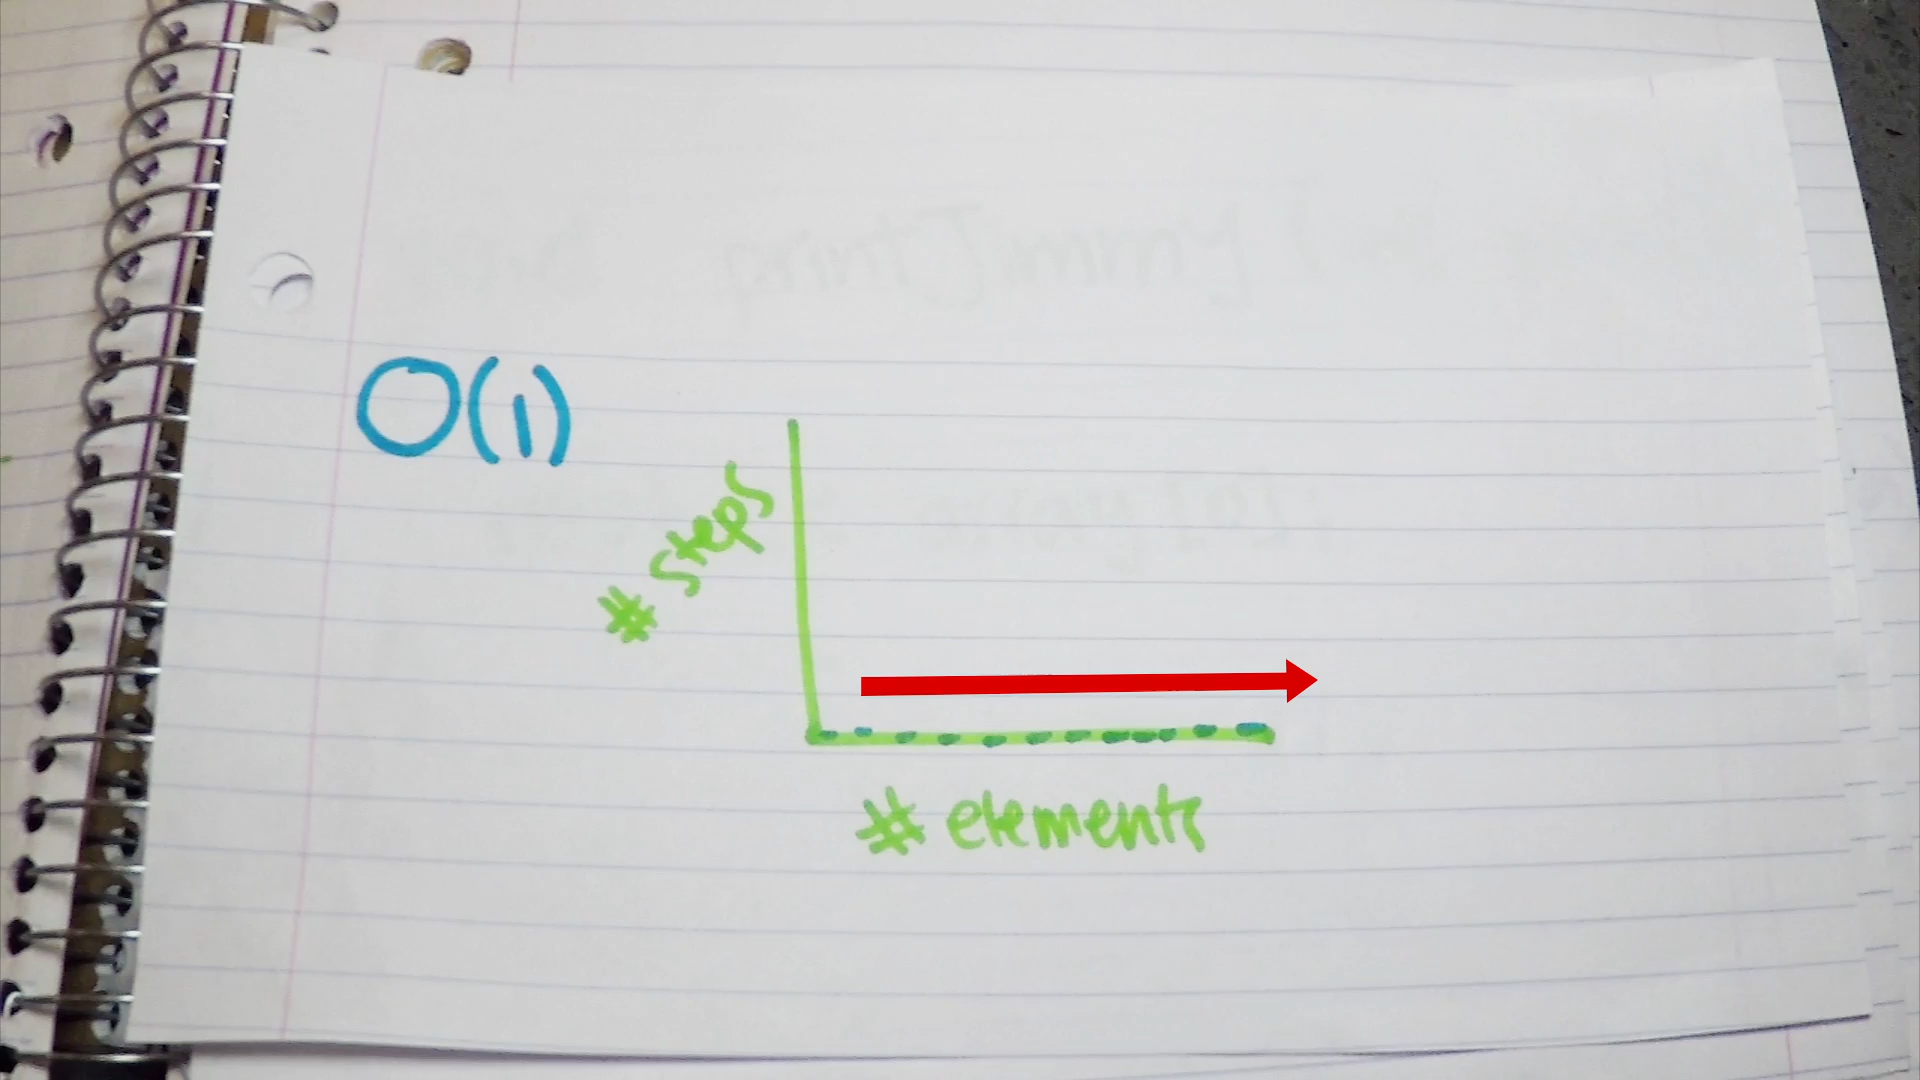 O(1)
# steps
# elements